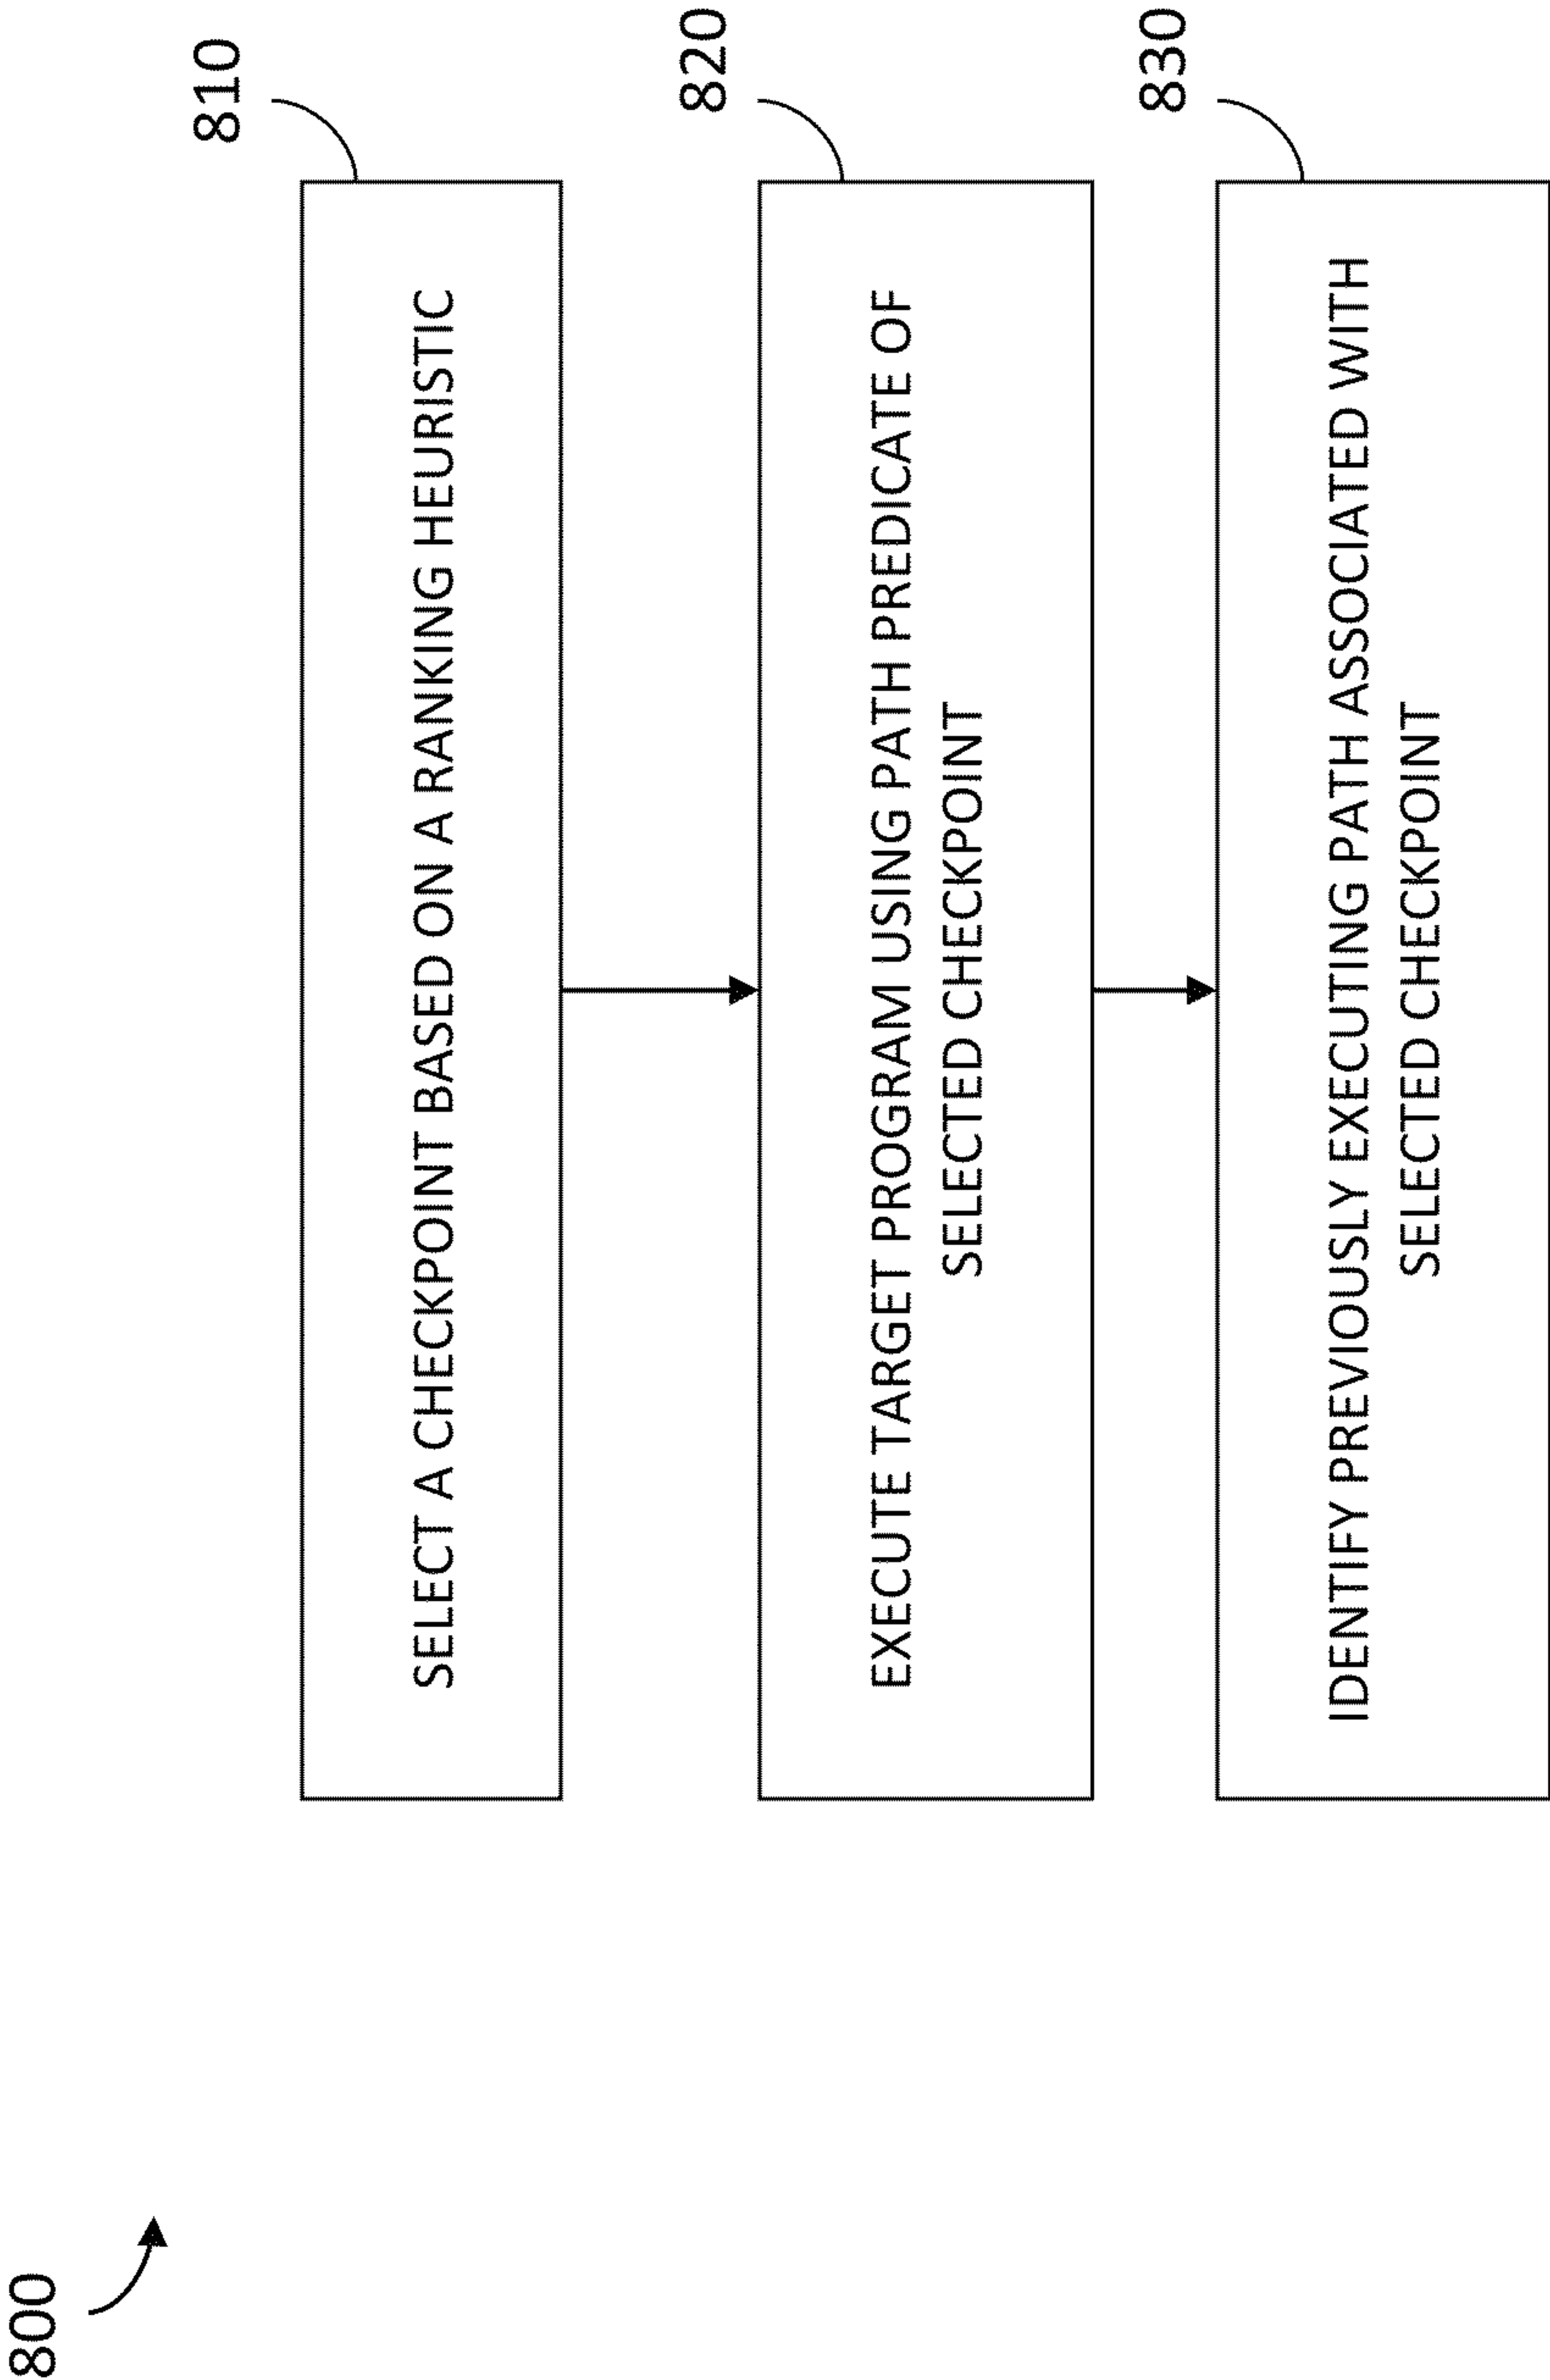 800
810
SELECT A CHECKPOINT BASED ON A RANKING HEURISTIC
820
EXECUTE TARGET PROGRAM USING PATH PREDICATE OF
SELECTED CHECKPOINT
830
IDENTIFY PREVIOUSLY EXECUTING PATH ASSOCIATED WITH
SELECTED CHECKPOINT